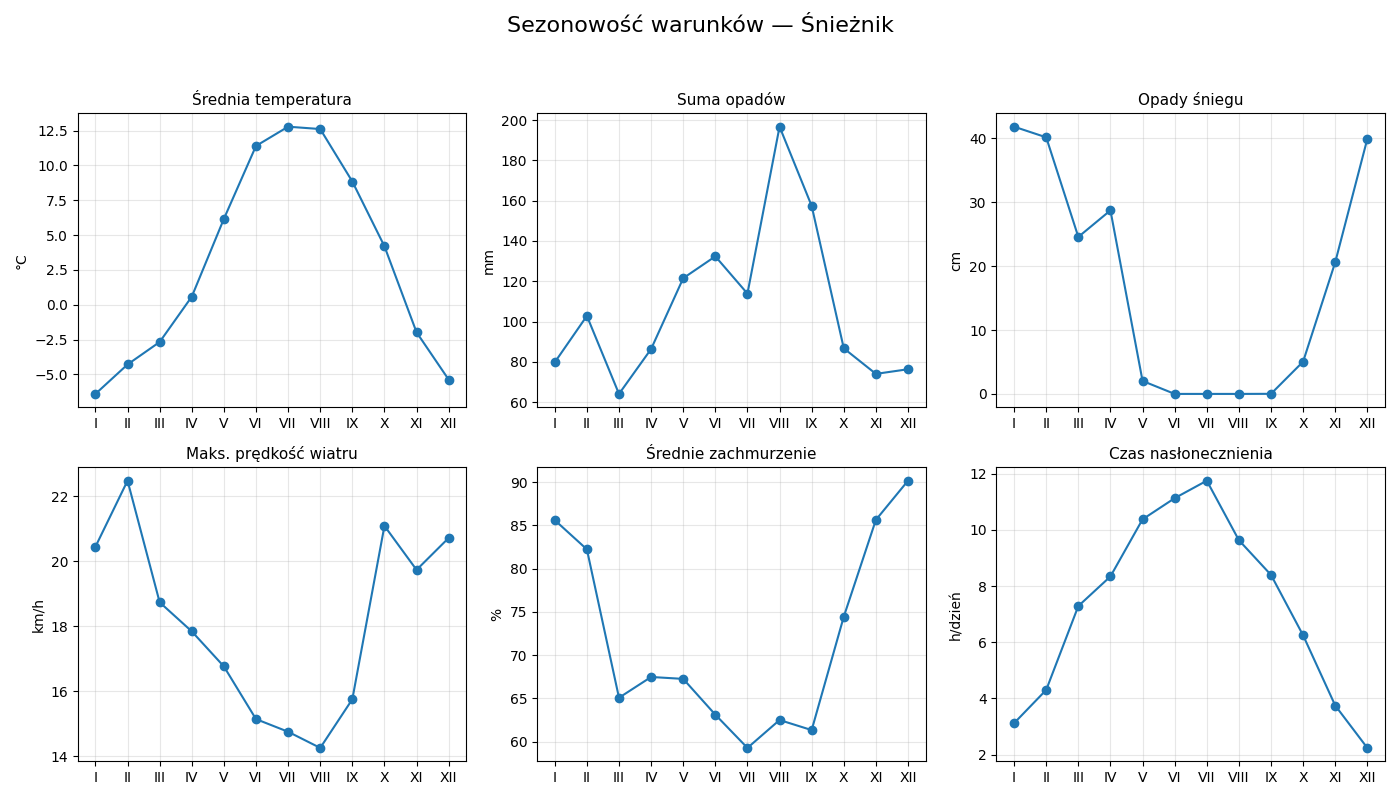 Sezonowość warunków — Śnieżnik
Średnia temperatura
°C
12.5
10.0
7.5
5.0
2.5
0.0
−2.5
−5.0
I II III IV V VI VII VIII IX X XI XII
Suma opadów
mm
200
180
160
140
120
100
80
60
I II III IV V VI VII VIII IX X XI XII
Opady śniegu
cm
40
30
20
10
0
I II III IV V VI VII VIII IX X XI XII
Maks. prędkość wiatru
km/h
22
20
18
16
14
I II III IV V VI VII VIII IX X XI XII
Średnie zachmurzenie
%
90
85
80
75
70
65
60
I II III IV V VI VII VIII IX X XI XII
Czas nasłonecznienia
h/dzień
12
10
8
6
4
2
I II III IV V VI VII VIII IX X XI XII